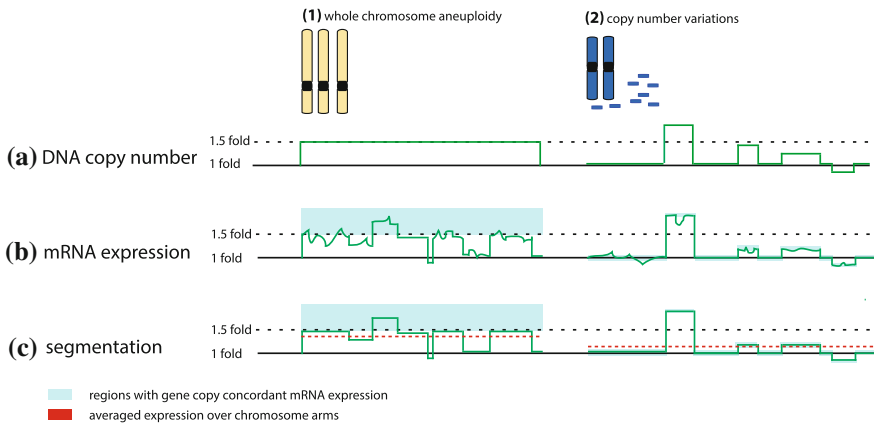 (1) whole chromosome aneuploidy
(2) copy number variations
1.5 fold
(a) DNA copy number
1 fold
1.5 fold
(b) mRNA expression
1 fold
1.5 fold
(c) segmentation
1 fold
regions with gene copy concordant mRNA expression
averaged expression over chromosome arms